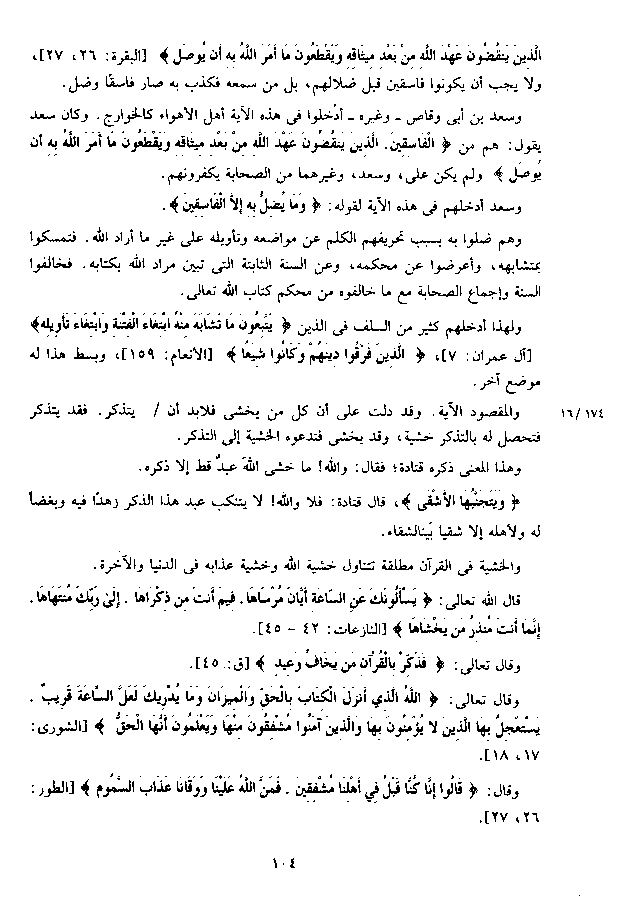 الَّذِينَ يَنقُضُونَ عَهْدَ اللَّهِ مِنْ بَعْدِ مِيثَاقِهِ وَيَقْطَعُونَ مَا أَمَرَ اللَّهُ بِهِ أَن يُوصَلَ ﴾ [البقرة: ٢٦، ٢٧]،
ولا يجب أن يكونوا فاسقين قبل ضلالهم، بل من سمعه فكذب به صار فاسقًا وضل.
وسعد بن أبى وقاص ـ وغيره ـ أدخلوا فى هذه الآية أهل الأهواء كالخوارج. وكان سعد
يقول: هم من ﴿ الْفَاسِقِينَ. الَّذِينَ يَنقُضُونَ عَهْدَ اللَّهِ مِنْ بَعْدِ مِيثَاقِهِ وَيَقْطَعُونَ مَا أَمَرَ اللَّهُ بِهِ أَن
يُوصَلَ ﴾ ولم يكن على، وسعد، وغيرهما من الصحابة يكفرونهم.
وسعد أدخلهم فى هذه الآية لقوله: ﴿ وَمَا يُضِلُّ بِهِ إِلاَّ الْفَاسِقِينَ ﴾.
وهم ضلوا به بسبب تحريفهم الكلم عن مواضعه وتأويله على غير ما أراد الله. فتمسكوا
بمتشابهه، وأعرضوا عن محكمه، وعن السنة الثابتة التى تبين مراد الله بكتابه. فخالفوا
السنة وإجماع الصحابة مع ما خالفوه من محكم كتاب الله تعالى.
ولهذا أدخلهم كثير من السلف فى الذين ﴿ يَتَّبِعُونَ مَا تَشَابَهَ مِنْهُ ابْتِغَاءَ الْفِتْنَةِ وَابْتِغَاءَ تَأْوِيلِهِ﴾
[آل عمران: ٧]، ﴿ الَّذِينَ فَرَّقُوا دِينَهُمْ وَكَانُوا شِيَعًا ﴾ [الأنعام: ١٥٩]، وبسط هذا له
موضع آخر.
والمقصود الآية. وقد دلت على أن كل من يخشى فلابد أن / يتذكر. فقد يتذكر ١٦/١٧٤
فتحصل له بالتذكر خشية، وقد يخشى فتدعوه الخشية إلى التذكر.
وهذا المعنى ذكره قتادة؛ فقال: والله! ما خشى اللهَ عبدٌ قط إلا ذكره.
﴿ وَيَتَجَنَّبُهَا الأَشْقَى ﴾، قال قتادة: فلا والله! لا يتنكب عبد هذا الذكر زهدًا فيه وبغضاً
له ولأهله إلا شقيا بَيِّنالشقاء.
والخشية فى القرآن مطلقة تتناول خشية الله وخشية عذابه فى الدنيا والآخرة.
قال الله تعالى: ﴿ يَسْأَلُونَكَ عَنِ السَّاعَةِ أَيَّانَ مُرْسَاهَا . فِيمَ أَنتَ مِن ذِكْرَاهَا . إِلَىٰ رَبِّكَ مُنتَهَاهَا .
إِنَّمَا أَنتَ مُنذِرُ مَن يَخْشَاهَا ﴾ [النازعات: ٤٢ – ٤٥].
وقال تعالى: ﴿ فَذَكِّرْ بِالْقُرْآنِ مَن يَخَافُ وَعِيدِ ﴾ [ق: ٤٥].
وقال تعالى: ﴿ اللَّهُ الَّذِي أَنزَلَ الْكِتَابَ بِالْحَقِّ وَالْمِيزَانَ وَمَا يُدْرِيكَ لَعَلَّ السَّاعَةَ قَرِيبٌ .
يَسْتَعْجِلُ بِهَا الَّذِينَ لا يُؤْمِنُونَ بِهَا وَالَّذِينَ آمَنُوا مُشْفِقُونَ مِنْهَا وَيَعْلَمُونَ أَنَّهَا الْحَقُّ ﴾ [الشورى:
١٧، ١٨].
وقال: ﴿ قَالُوا إِنَّا كُنَّا قَبْلُ فِي أَهْلِنَا مُشْفِقِينَ . فَمَنَّ اللَّهُ عَلَيْنَا وَوَقَانَا عَذَابَ السَّمُومِ ﴾ [الطور:
٢٦، ٢٧].
١٠٤